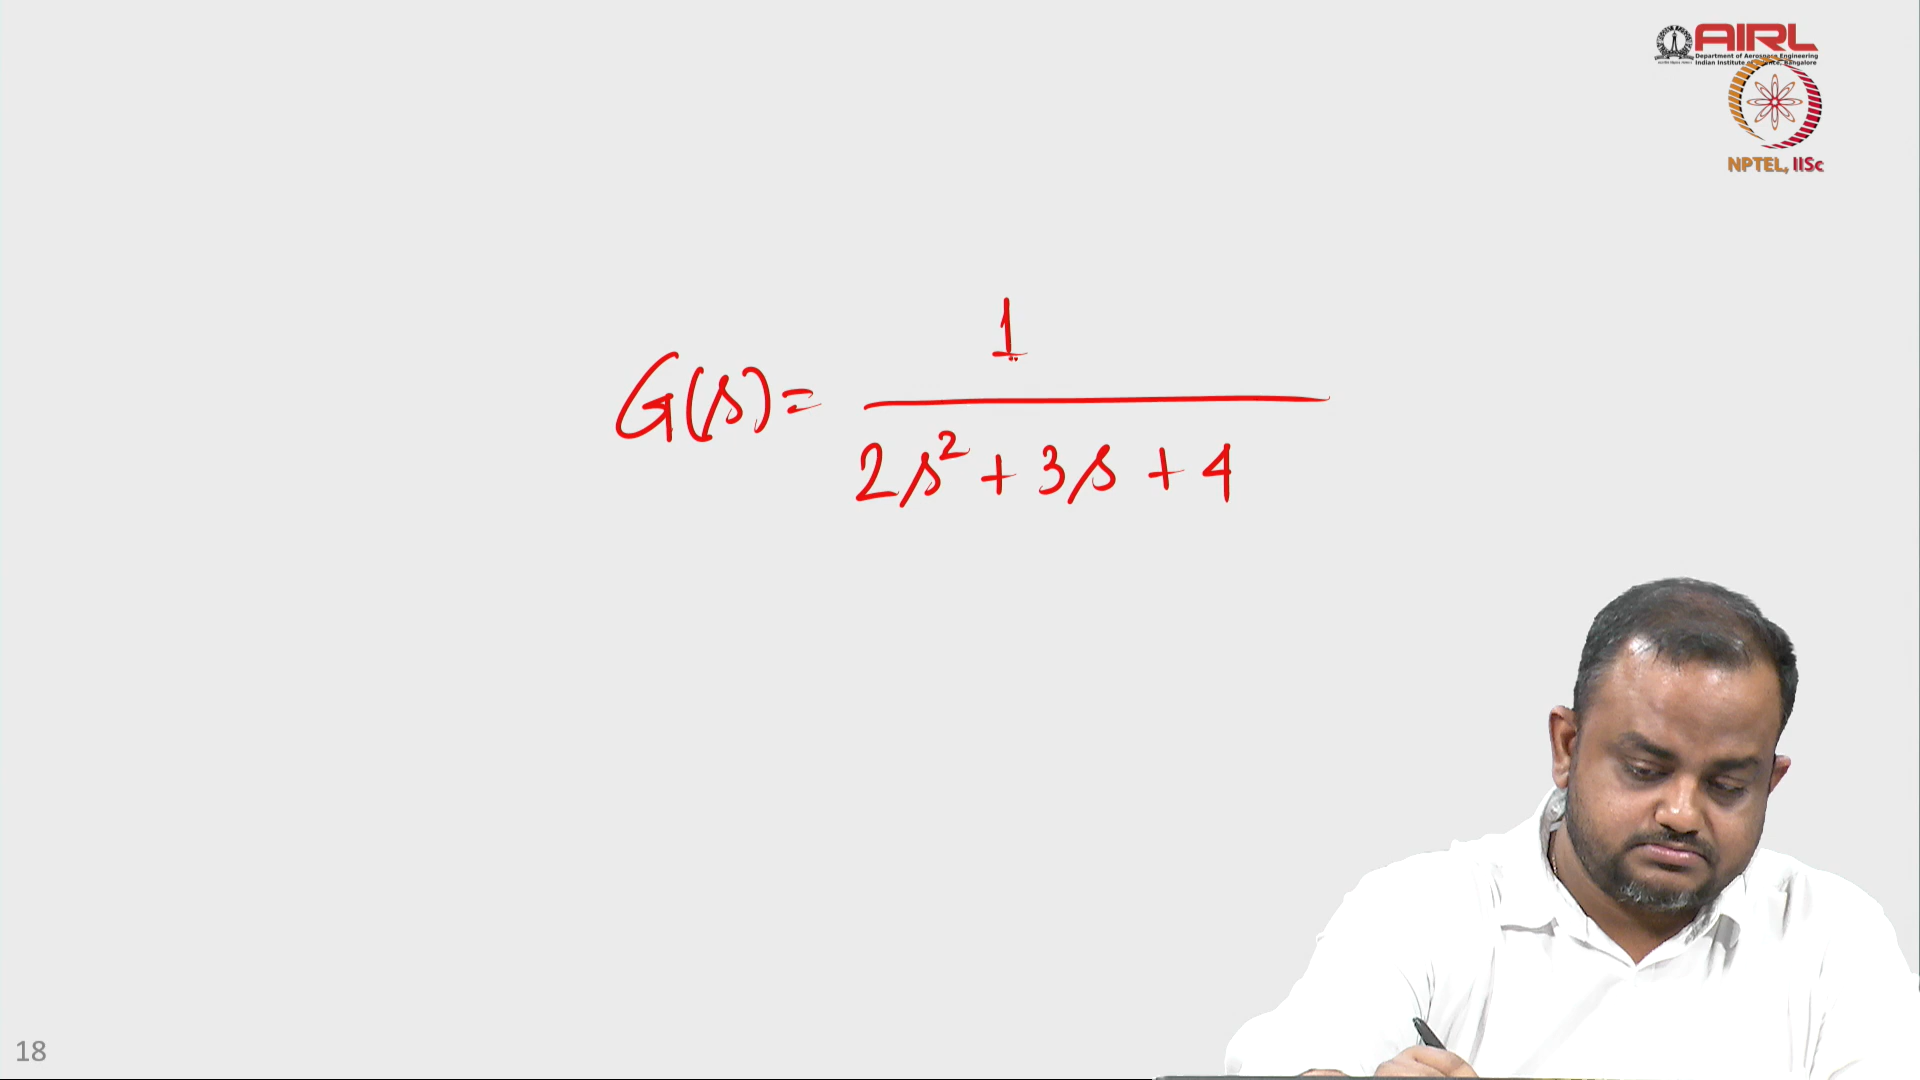 AIRL
Department of Aerospace Engineering
Indian Institute of Science, Bangalore
NPTEL, IISc
G(s) = 1 / (2s² + 3s + 4)
18